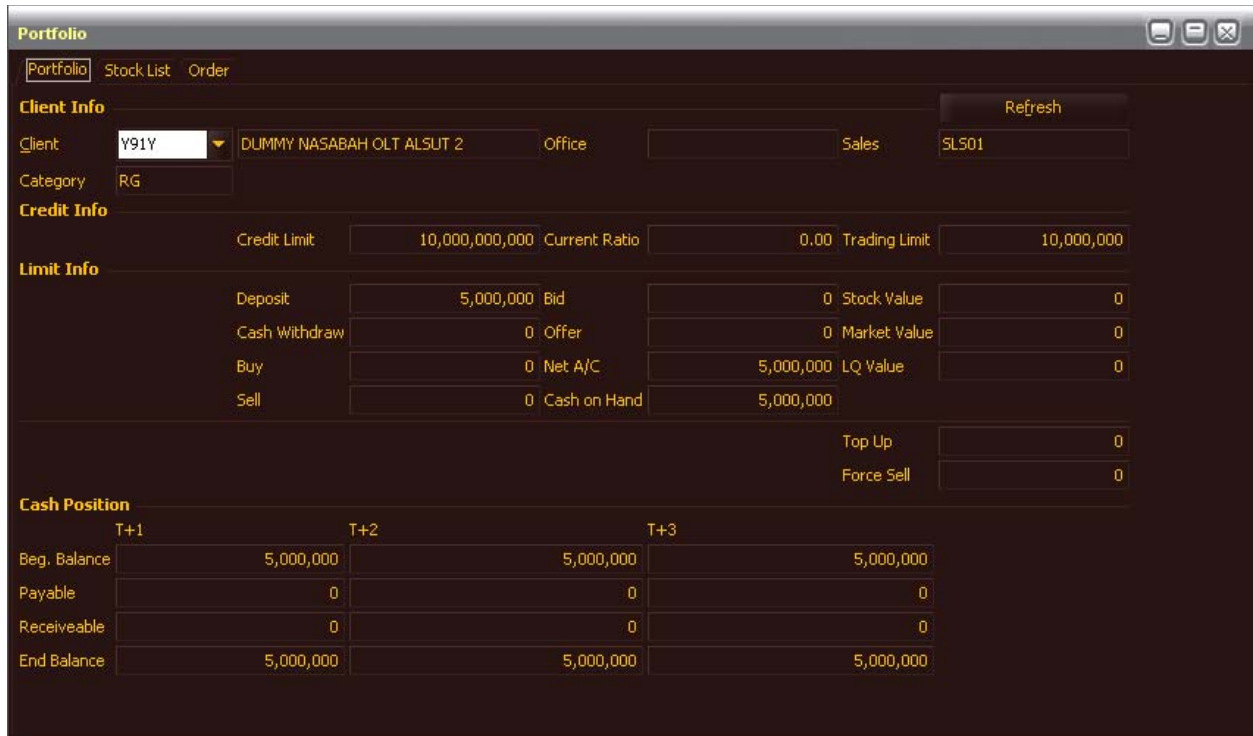 Portfolio
Portfolio Stock List Order
Client Info Refresh
Client Y91Y DUMMY NASABAH OLT ALSUT 2 Office Sales SLS01
Category RG
Credit Info
Credit Limit 10,000,000,000 Current Ratio 0.00 Trading Limit 10,000,000
Limit Info
Deposit 5,000,000 Bid 0 Stock Value 0
Cash Withdraw 0 Offer 0 Market Value 0
Buy 0 Net A/C 5,000,000 LQ Value 0
Sell 0 Cash on Hand 5,000,000
Top Up 0
Force Sell 0
Cash Position
T+1 T+2 T+3
Beg. Balance 5,000,000 5,000,000 5,000,000
Payable 0 0 0
Receiveable 0 0 0
End Balance 5,000,000 5,000,000 5,000,000